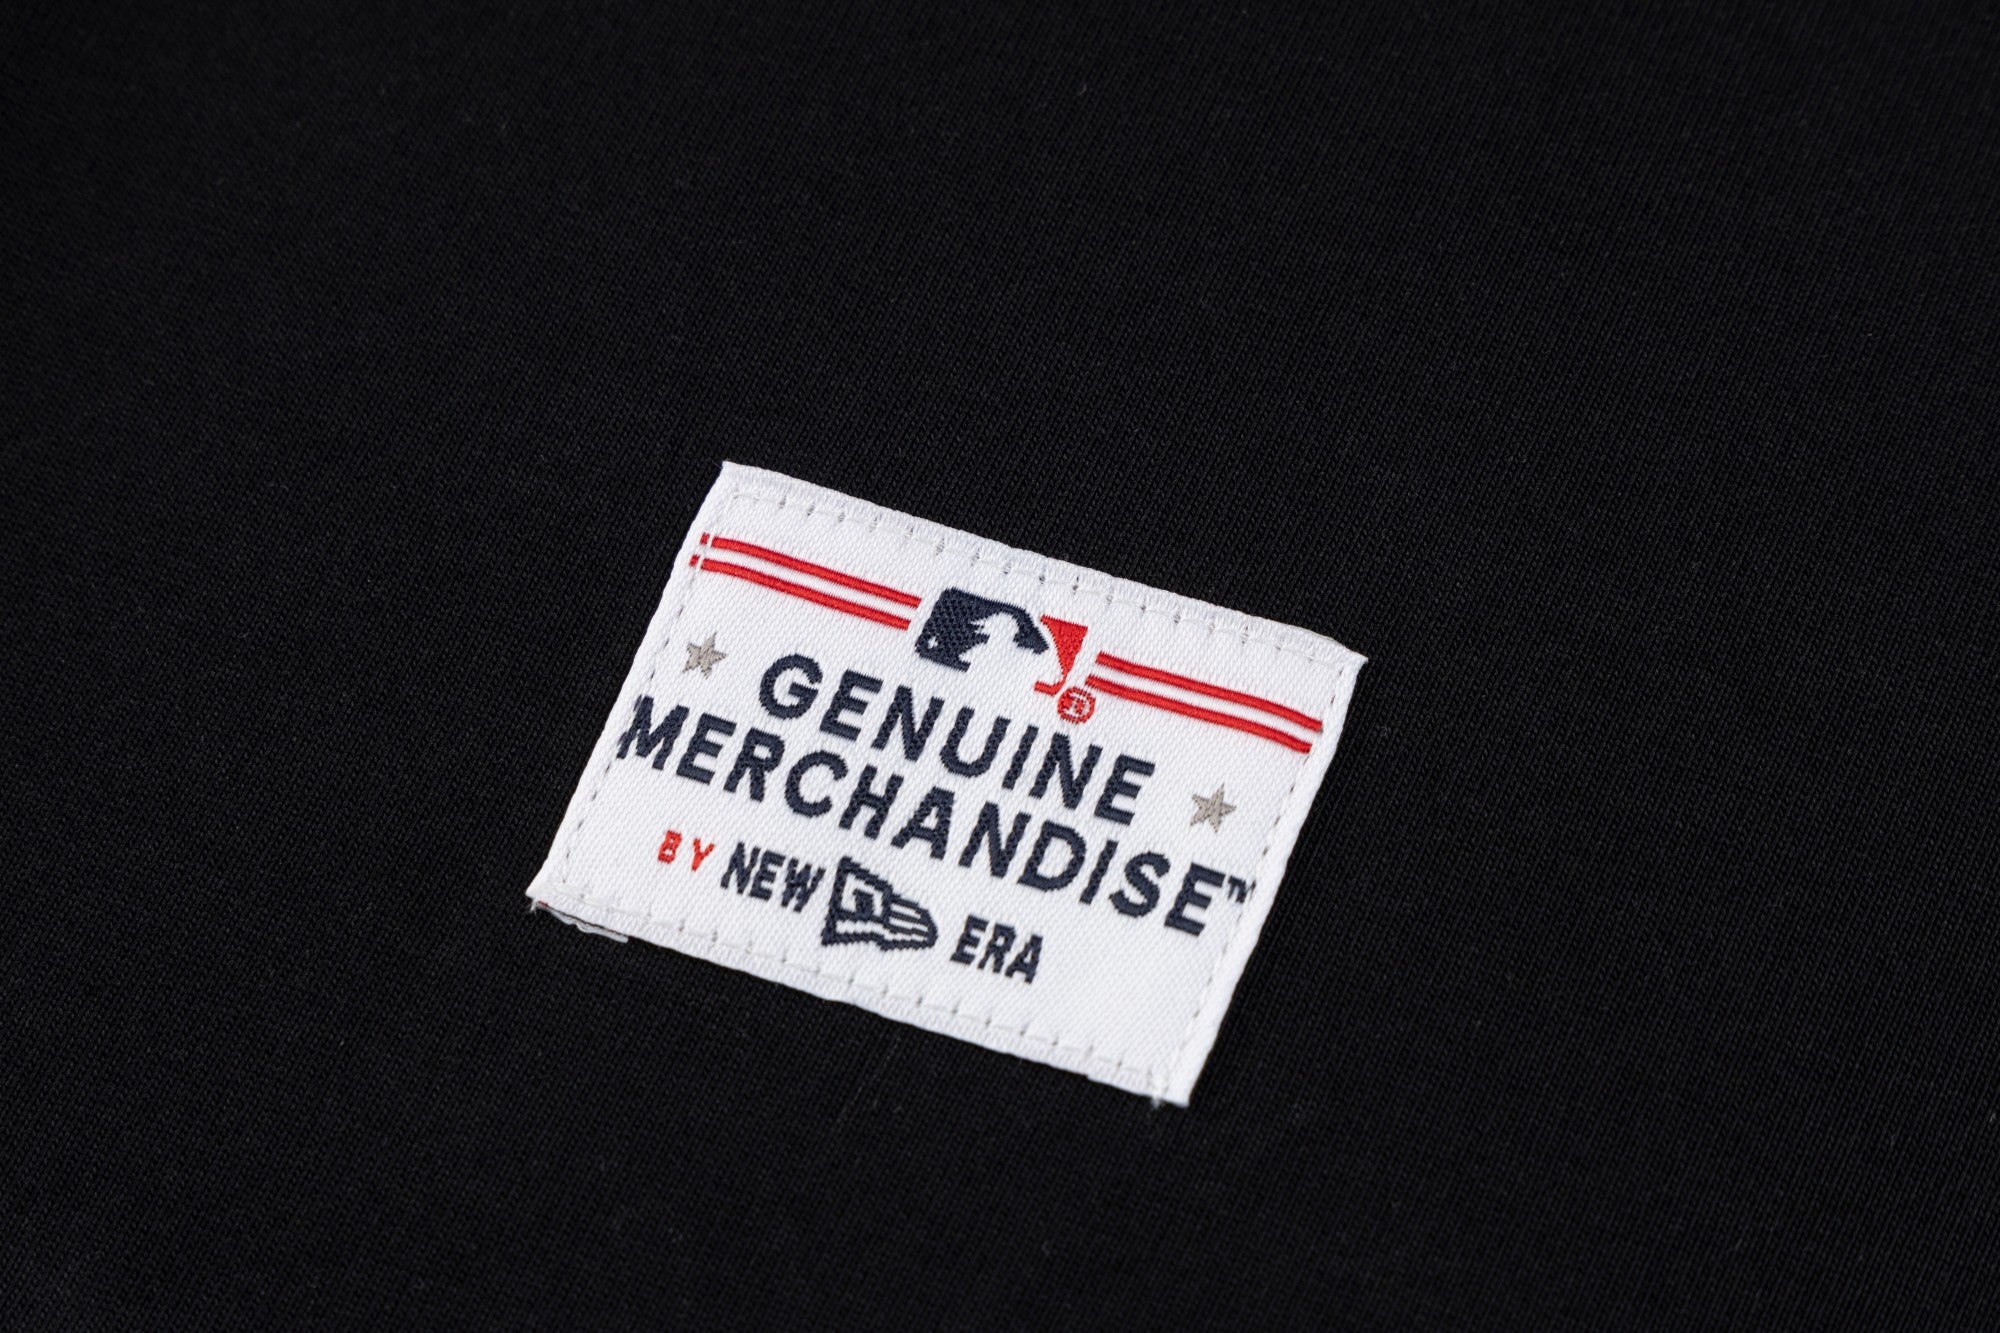 ®
GENUINE
MERCHANDISE™
BY NEW ERA